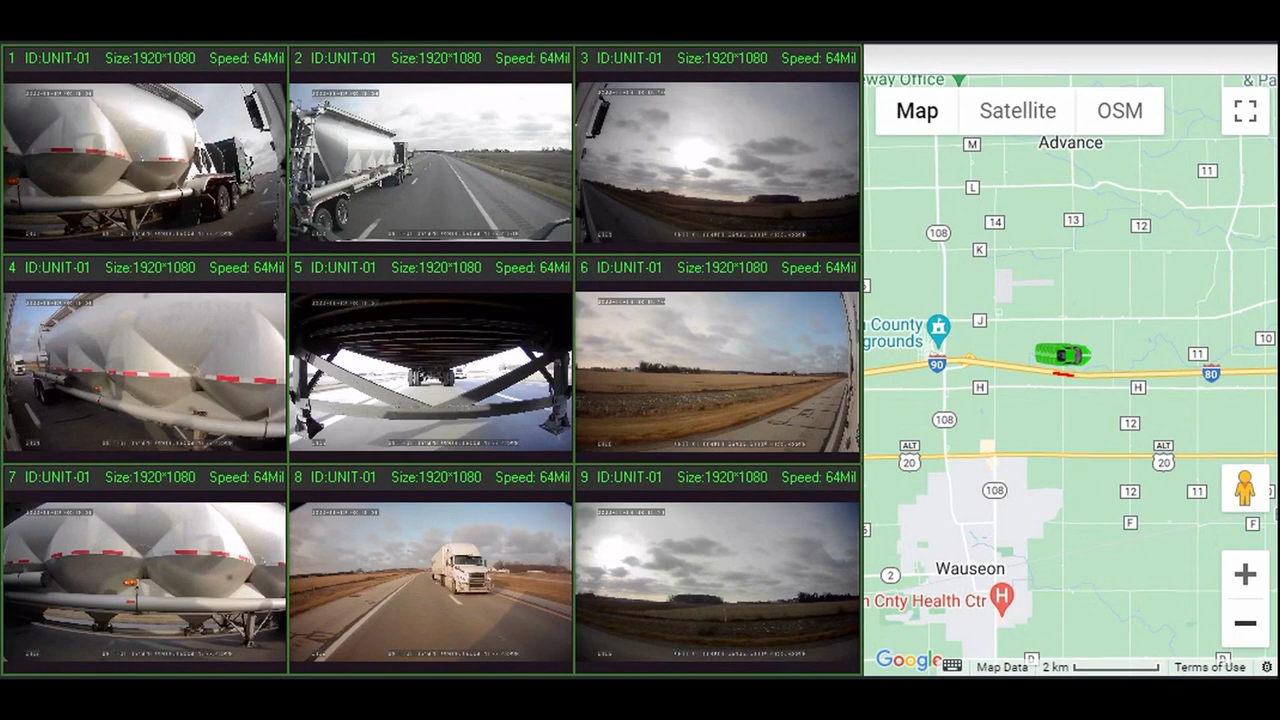 1 ID:UNIT-01 Size:1920*1080 Speed: 64Mil
2 ID:UNIT-01 Size:1920*1080 Speed: 64Mil
3 ID:UNIT-01 Size:1920*1080 Speed: 64Mil
4 ID:UNIT-01 Size:1920*1080 Speed: 64Mil
5 ID:UNIT-01 Size:1920*1080 Speed: 64Mil
6 ID:UNIT-01 Size:1920*1080 Speed: 64Mil
7 ID:UNIT-01 Size:1920*1080 Speed: 64Mil
8 ID:UNIT-01 Size:1920*1080 Speed: 64Mil
9 ID:UNIT-01 Size:1920*1080 Speed: 64Mil
way Office
& Pa
Map Satellite OSM
M
Advance
11
L
14
13
12
108
K
J
County
grounds
10
11
90
80
H
H
108
12
ALT
20
ALT
20
108
12
11
F
F
2
Wauseon
Cnty Health Ctr
H
D
D
Google
Map Data
2 km
Terms of Use